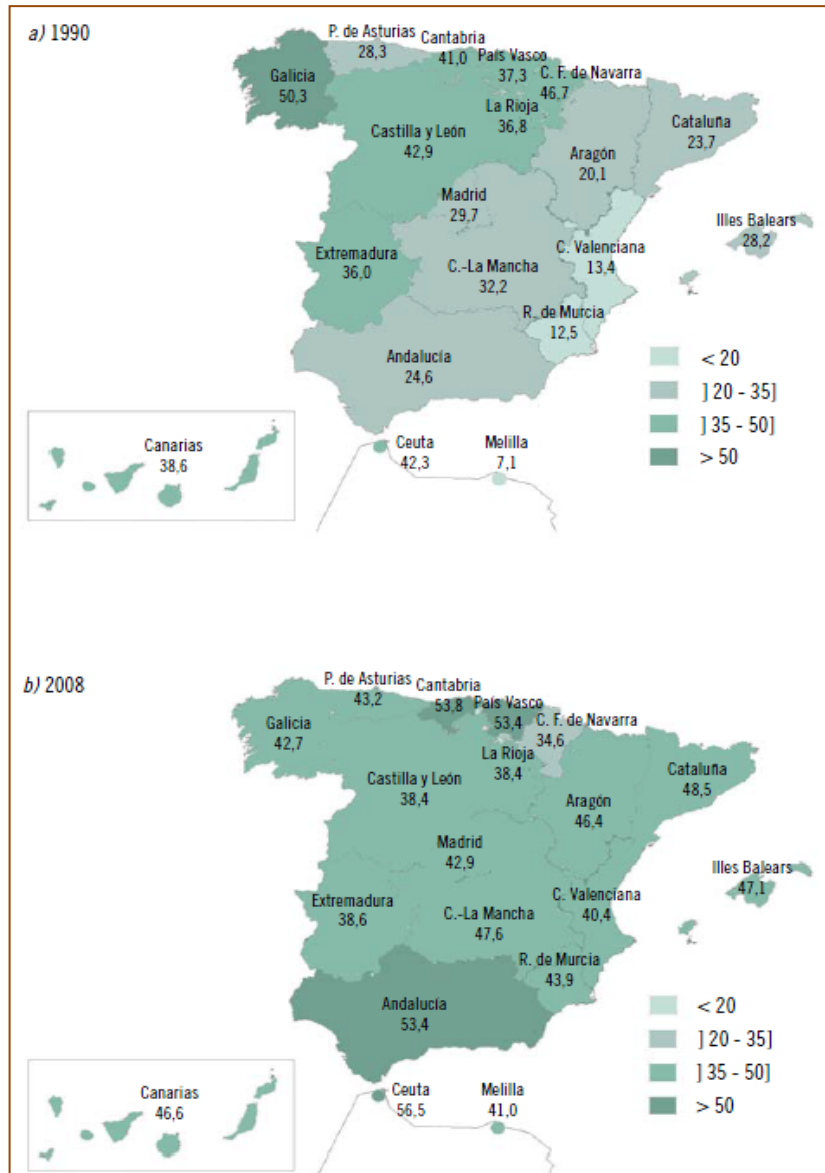 a) 1990
P. de Asturias
28,3
Cantabria
41,0
País Vasco
37,3
C. F. de Navarra
46,7
Galicia
50,3
La Rioja
36,8
Castilla y León
42,9
Cataluña
23,7
Aragón
20,1
Madrid
29,7
Illes Balears
28,2
Extremadura
36,0
C.-La Mancha
32,2
C. Valenciana
13,4
R. de Murcia
12,5
Andalucía
24,6
< 20
] 20 - 35]
] 35 - 50]
> 50
Canarias
38,6
Ceuta
42,3
Melilla
7,1
b) 2008
P. de Asturias
43,2
Cantabria
53,8
País Vasco
53,4
C. F. de Navarra
34,6
Galicia
42,7
La Rioja
38,4
Castilla y León
38,4
Cataluña
48,5
Aragón
46,4
Madrid
42,9
Illes Balears
47,1
Extremadura
38,6
C.-La Mancha
47,6
C. Valenciana
40,4
R. de Murcia
43,9
Andalucía
53,4
< 20
] 20 - 35]
] 35 - 50]
> 50
Canarias
46,6
Ceuta
56,5
Melilla
41,0